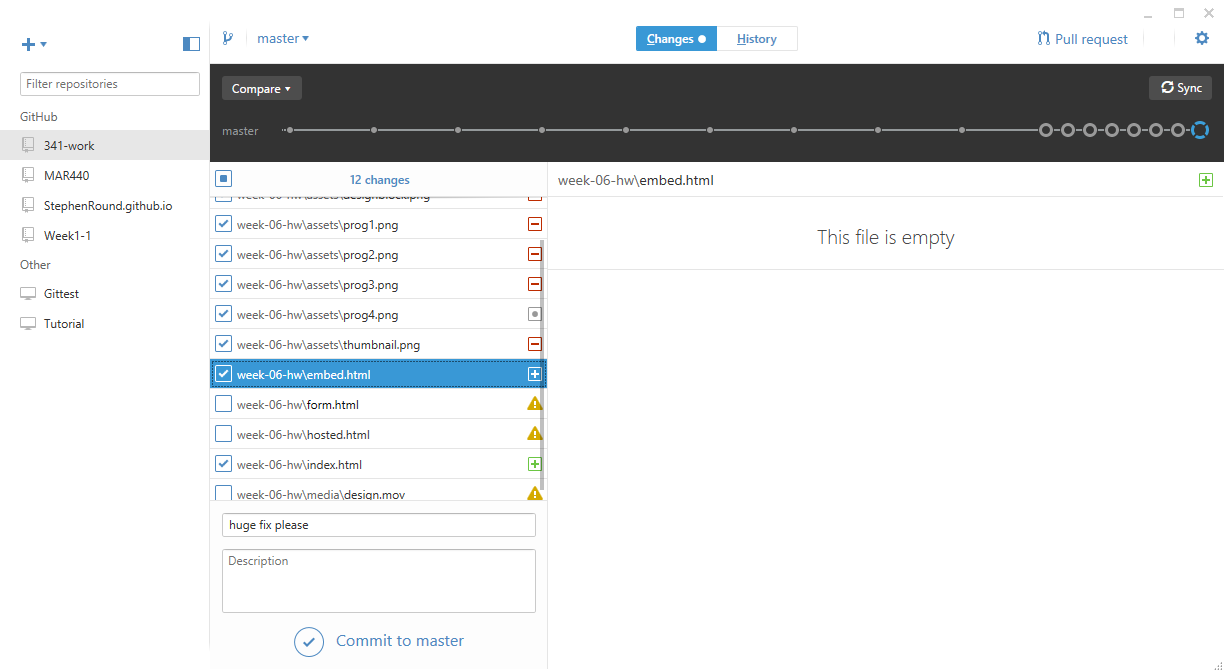 master
Changes
History
Pull request
Filter repositories
Compare
Sync
master
GitHub
341-work
MAR440
StephenRound.github.io
Week1-1
Other
Gittest
Tutorial
12 changes
week-06-hw\assets\designblock.png
week-06-hw\assets\prog1.png
week-06-hw\assets\prog2.png
week-06-hw\assets\prog3.png
week-06-hw\assets\prog4.png
week-06-hw\assets\thumbnail.png
week-06-hw\embed.html
week-06-hw\form.html
week-06-hw\hosted.html
week-06-hw\index.html
week-06-hw\media\design.mov
huge fix please
Description
Commit to master
week-06-hw\embed.html
This file is empty